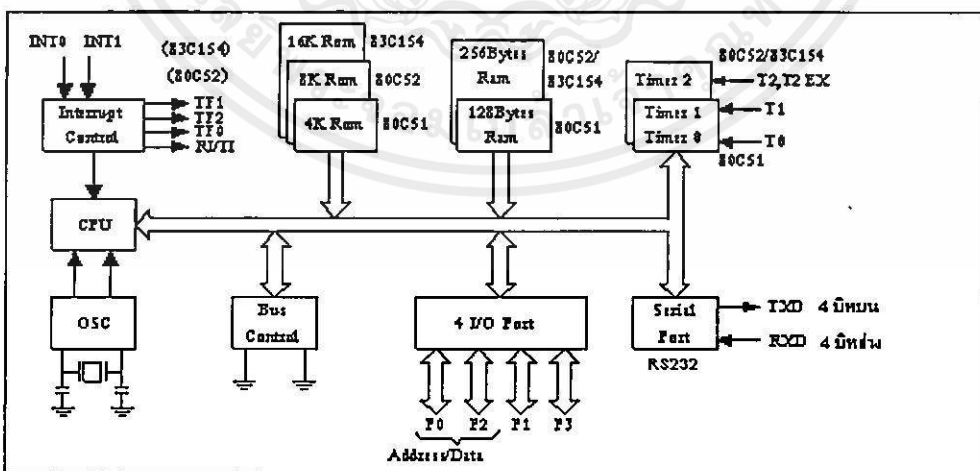 INT0 INT1
(83C154)
(80C52)
Interrupt
Control
TF1
TF2
TF0
RI/TI
16K Ram 83C154
8K Ram 80C52
4K Ram 80C51
256Bytes
Ram
80C52/
83C154
128Bytes
Ram
80C51
80C52/83C154
Timer 2
T2,T2 EX
Timer 1
T1
Timer 0
T0
80C51
CPU
OSC
Bus
Control
4 I/O Port
Serial
Port
RS232
TXD 4 บิทบน
RXD 4 บิทล่าง
P0 P2 P1 P3
Address/Data